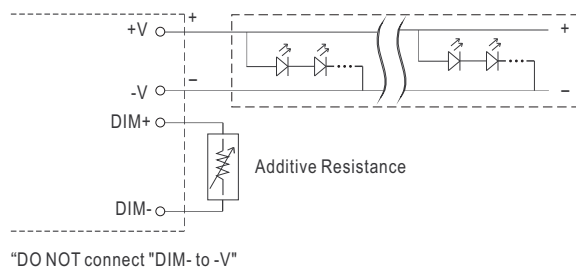 +
+V
+
-V
−
−
DIM+
Additive Resistance
DIM-
“DO NOT connect "DIM- to -V"